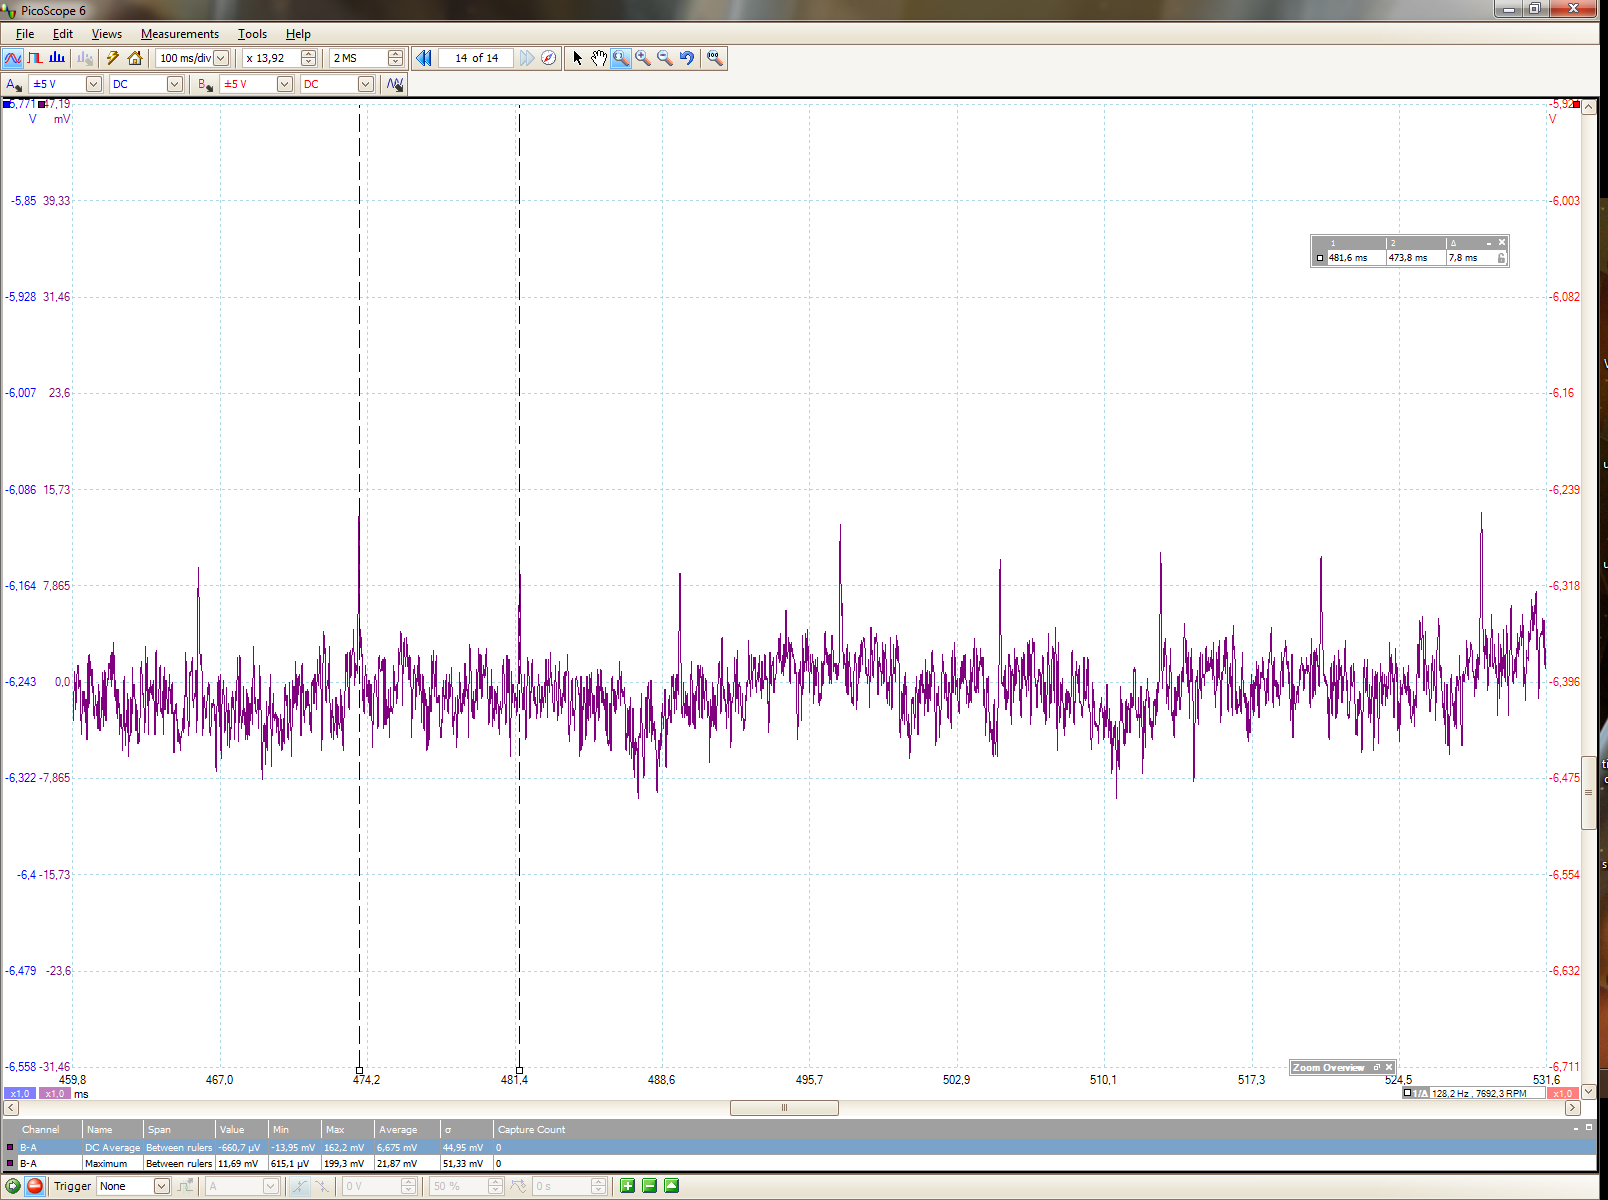 PicoScope 6
File Edit Views Measurements Tools Help
100 ms/div x 13,92 2 MS 14 of 14
A ±5 V DC B ±5 V DC
-5,771 47,19
V mV
V
-5,85 39,33 -6,003
1 2 Δ
481,6 ms 473,8 ms 7,8 ms
-5,928 31,46 -6,082
-6,007 23,6 -6,16
-6,086 15,73 -6,239
-6,164 7,865 -6,318
-6,243 0,0 -6,396
-6,322 -7,865 -6,475
-6,4 -15,73 -6,554
-6,479 -23,6 -6,632
-6,558 -31,46 Zoom Overview -6,711
459,8 467,0 474,2 481,4 488,6 495,7 502,9 510,1 517,3 524,5 531,6
x1,0 x1,0 ms 1/Δ 128,2 Hz , 7692,3 RPM x1,0
Channel Name Span Value Min Max Average σ Capture Count
B-A DC Average Between rulers -660,7 µV -13,95 mV 162,2 mV 6,675 mV 44,95 mV 0
B-A Maximum Between rulers 11,69 mV 615,1 µV 199,3 mV 21,87 mV 51,33 mV 0
Trigger None A 0 V 50 % 0 s